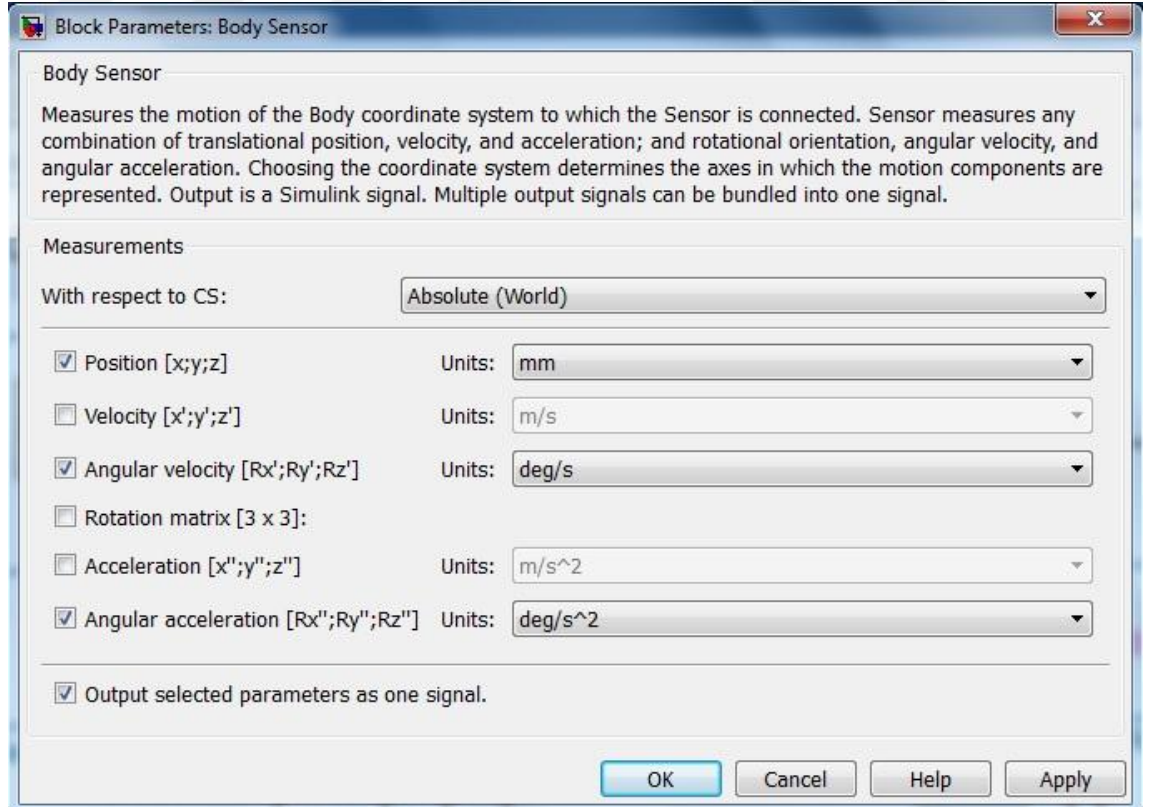 Block Parameters: Body Sensor
Body Sensor
Measures the motion of the Body coordinate system to which the Sensor is connected. Sensor measures any
combination of translational position, velocity, and acceleration; and rotational orientation, angular velocity, and
angular acceleration. Choosing the coordinate system determines the axes in which the motion components are
represented. Output is a Simulink signal. Multiple output signals can be bundled into one signal.
Measurements
With respect to CS: Absolute (World)
Position [x;y;z] Units: mm
Velocity [x';y';z'] Units: m/s
Angular velocity [Rx';Ry';Rz'] Units: deg/s
Rotation matrix [3 x 3]:
Acceleration [x";y";z"] Units: m/s^2
Angular acceleration [Rx";Ry";Rz"] Units: deg/s^2
Output selected parameters as one signal.
OK Cancel Help Apply